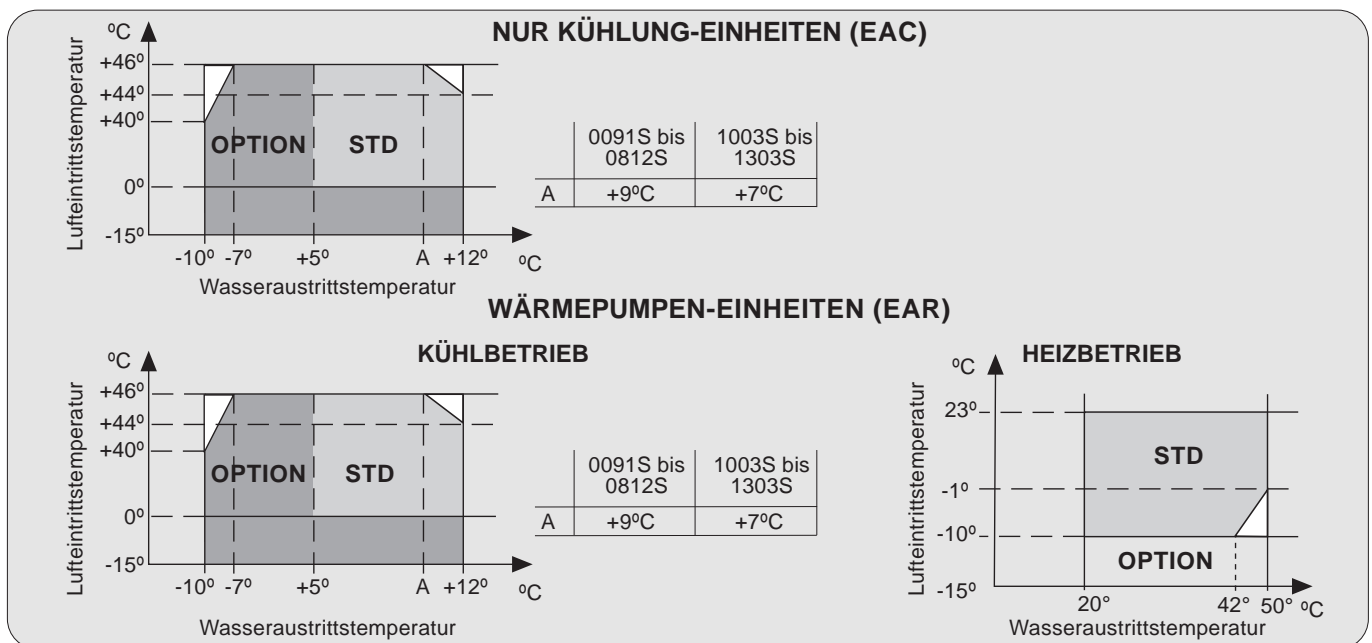 NUR KÜHLUNG-EINHEITEN (EAC)
ºC
Lufteintrittstemperatur
+46º
+44º
+40º
0º
-15º
OPTION STD
-10º -7º +5º A +12º ºC
Wasseraustrittstemperatur
0091S bis 1003S bis
0812S 1303S
A +9ºC +7ºC
WÄRMEPUMPEN-EINHEITEN (EAR)
KÜHLBETRIEB
ºC
Lufteintrittstemperatur
+46º
+44º
+40º
0º
-15º
OPTION STD
-10º -7º +5º A +12º ºC
Wasseraustrittstemperatur
0091S bis 1003S bis
0812S 1303S
A +9ºC +7ºC
HEIZBETRIEB
ºC
Lufteintrittstemperatur
23º
-1º
-10º
-15º
STD
OPTION
20° 42° 50° ºC
Wasseraustrittstemperatur